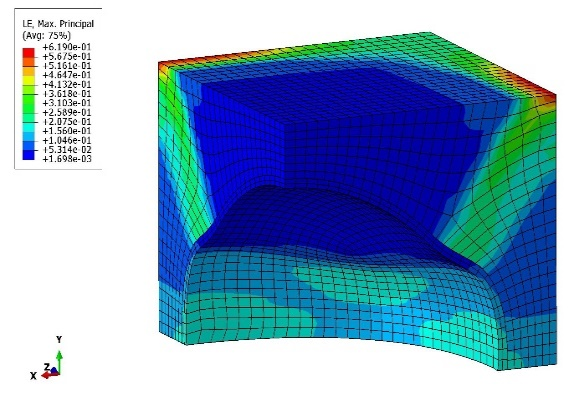 LE, Max. Principal
(Avg: 75%)
+6.190e-01
+5.675e-01
+5.161e-01
+4.647e-01
+4.132e-01
+3.618e-01
+3.103e-01
+2.589e-01
+2.075e-01
+1.560e-01
+1.046e-01
+5.314e-02
+1.698e-03
Y
Z
X